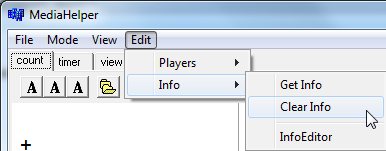 MediaHelper
File Mode View Edit
count timer view
Players
Info
A A A
Get Info
Clear Info
InfoEditor
+